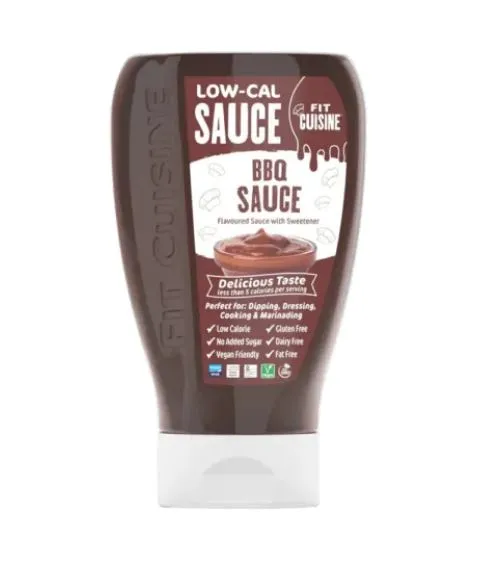 LOW-CAL
SAUCE
FIT
CUISINE
BBQ
SAUCE
Flavoured Sauce with Sweetener
Delicious Taste
less than 5 calories per serving
Perfect for: Dipping, Dressing,
Cooking & Marinading
✓ Low Calorie ✓ Gluten Free
✓ No Added Sugar ✓ Dairy Free
✓ Vegan Friendly ✓ Fat Free
FIT CUISINE